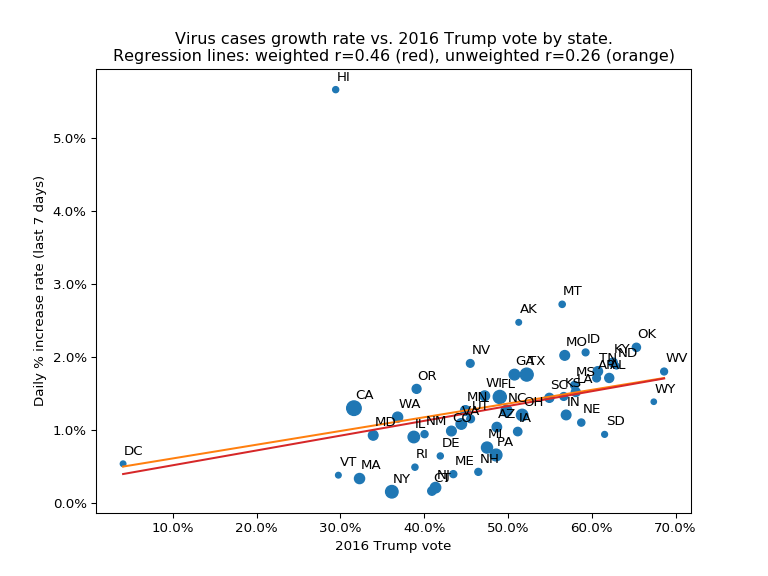 Virus cases growth rate vs. 2016 Trump vote by state.
Regression lines: weighted r=0.46 (red), unweighted r=0.26 (orange)
HI
5.0%
4.0%
3.0%
2.0%
1.0%
0.0%
Daily % increase rate (last 7 days)
MT
AK
OK
MO
ID
KY
ND
NV
GA
TX
TN
WV
AR
AL
MS
LA
OR
WI
FL
SC
KS
WY
CA
MN
NC
OH
IN
WA
UT
VA
CO
AZ
IA
NE
MD
IL
NM
SD
MI
PA
DC
DE
VT
MA
RI
ME
NH
NY
NJ
CT
10.0%
20.0%
30.0%
40.0%
50.0%
60.0%
70.0%
2016 Trump vote